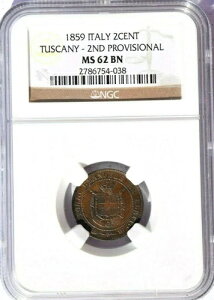 1859 ITALY 2CENT
TUSCANY - 2ND PROVISIONAL
MS 62 BN
2786754-038
NGC